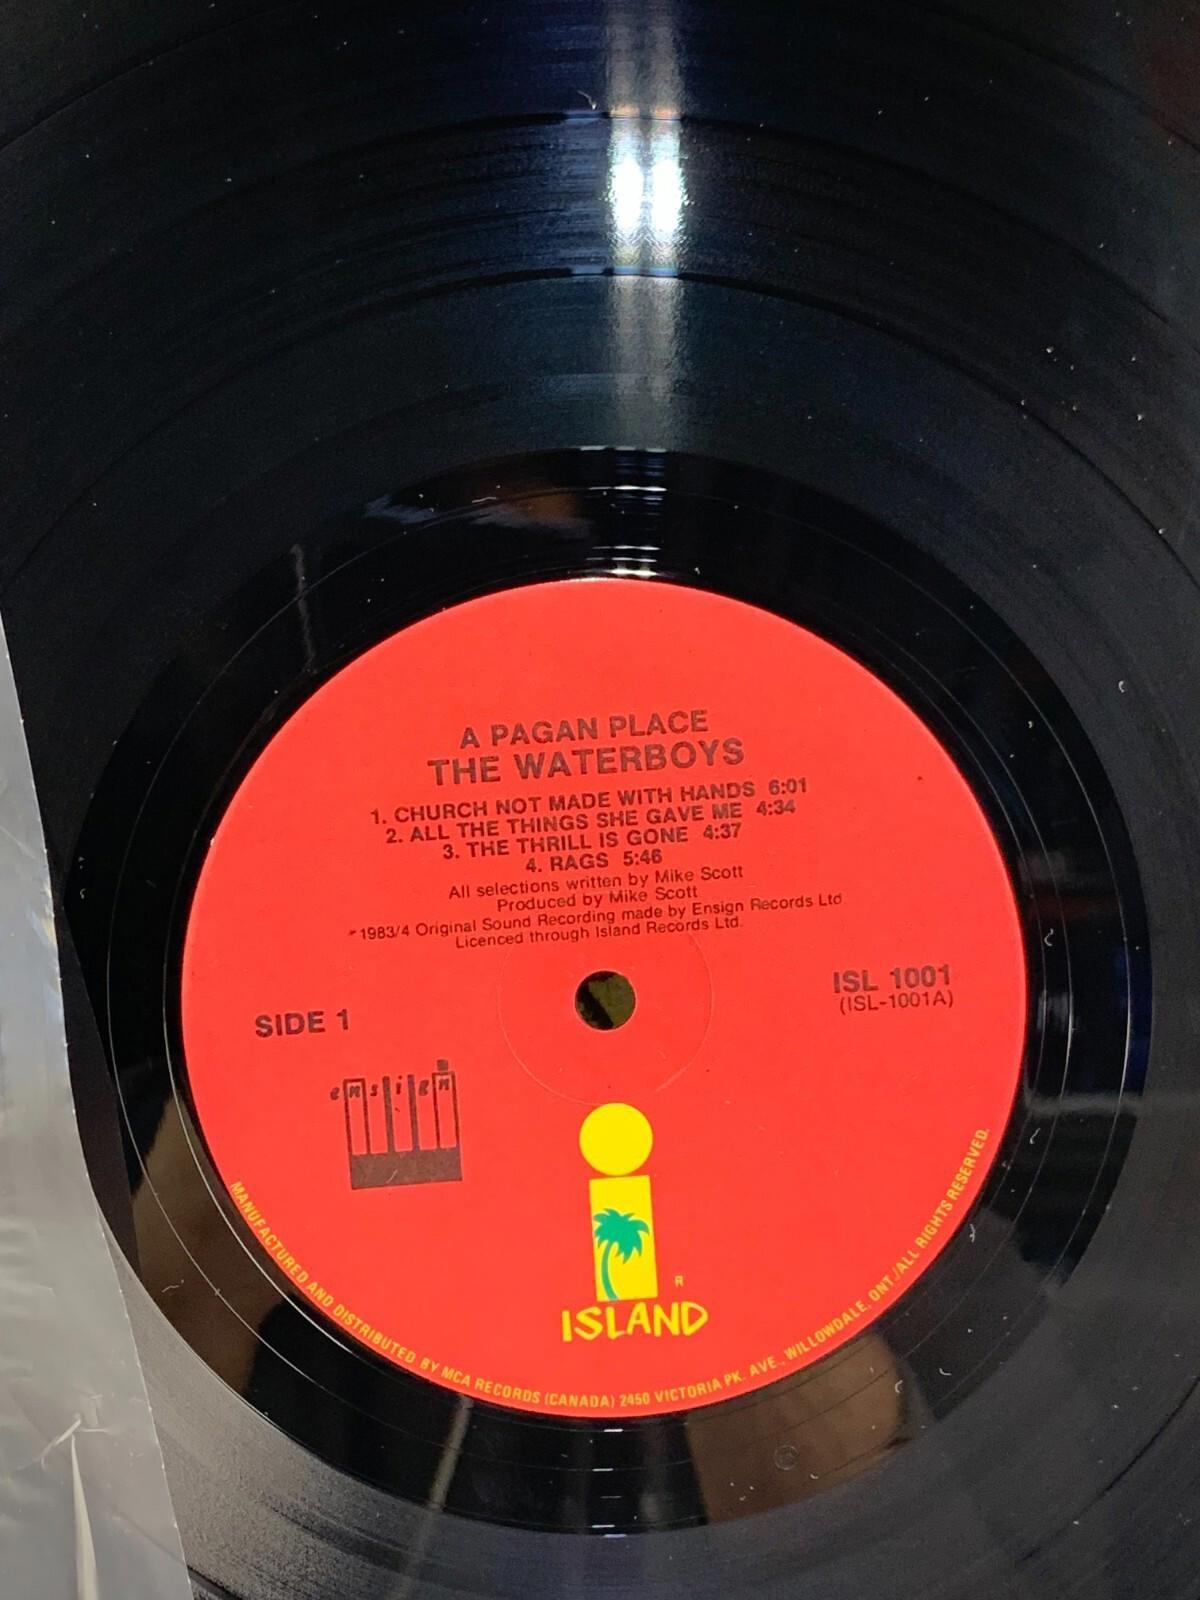 A PAGAN PLACE
THE WATERBOYS
1. CHURCH NOT MADE WITH HANDS 6:01
2. ALL THE THINGS SHE GAVE ME 4:34
3. THE THRILL IS GONE 4:37
4. RAGS 5:46
All selections written by Mike Scott
Produced by Mike Scott
1983/4 Original Sound Recording made by Ensign Records Ltd
Licenced through Island Records Ltd.
SIDE 1
ISL 1001
(ISL-1001A)
ensign
R
ISLAND
MANUFACTURED AND DISTRIBUTED BY MCA RECORDS (CANADA) 2450 VICTORIA PK. AVE., WILLOWDALE, ONT./ALL RIGHTS RESERVED.